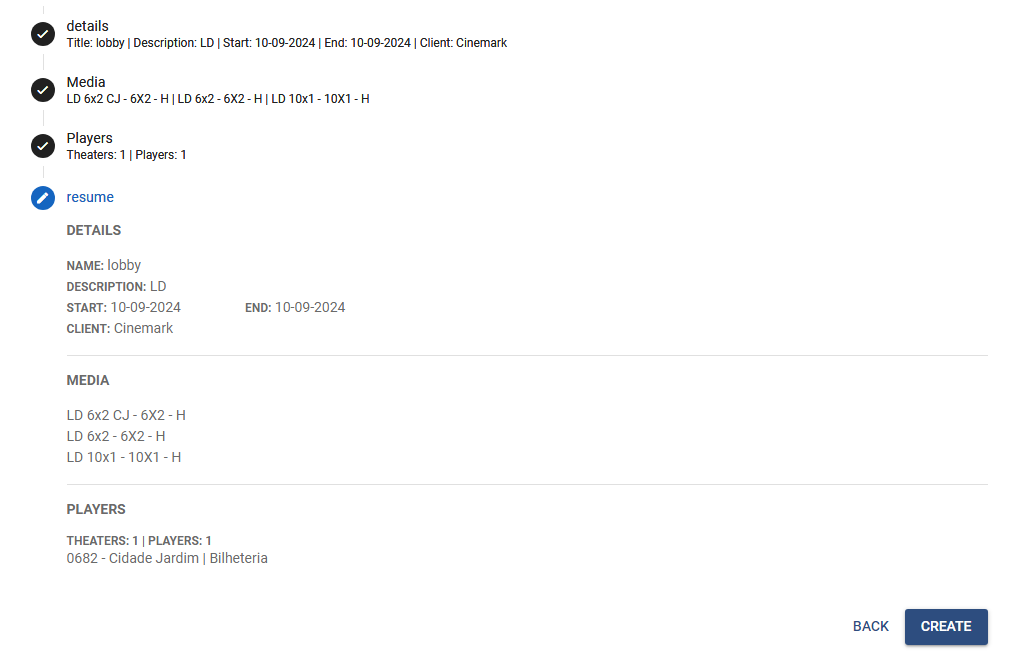 details
Title: lobby | Description: LD | Start: 10-09-2024 | End: 10-09-2024 | Client: Cinemark
Media
LD 6x2 CJ - 6X2 - H | LD 6x2 - 6X2 - H | LD 10x1 - 10X1 - H
Players
Theaters: 1 | Players: 1
resume
DETAILS
NAME: lobby
DESCRIPTION: LD
START: 10-09-2024 END: 10-09-2024
CLIENT: Cinemark
MEDIA
LD 6x2 CJ - 6X2 - H
LD 6x2 - 6X2 - H
LD 10x1 - 10X1 - H
PLAYERS
THEATERS: 1 | PLAYERS: 1
0682 - Cidade Jardim | Bilheteria
BACK CREATE